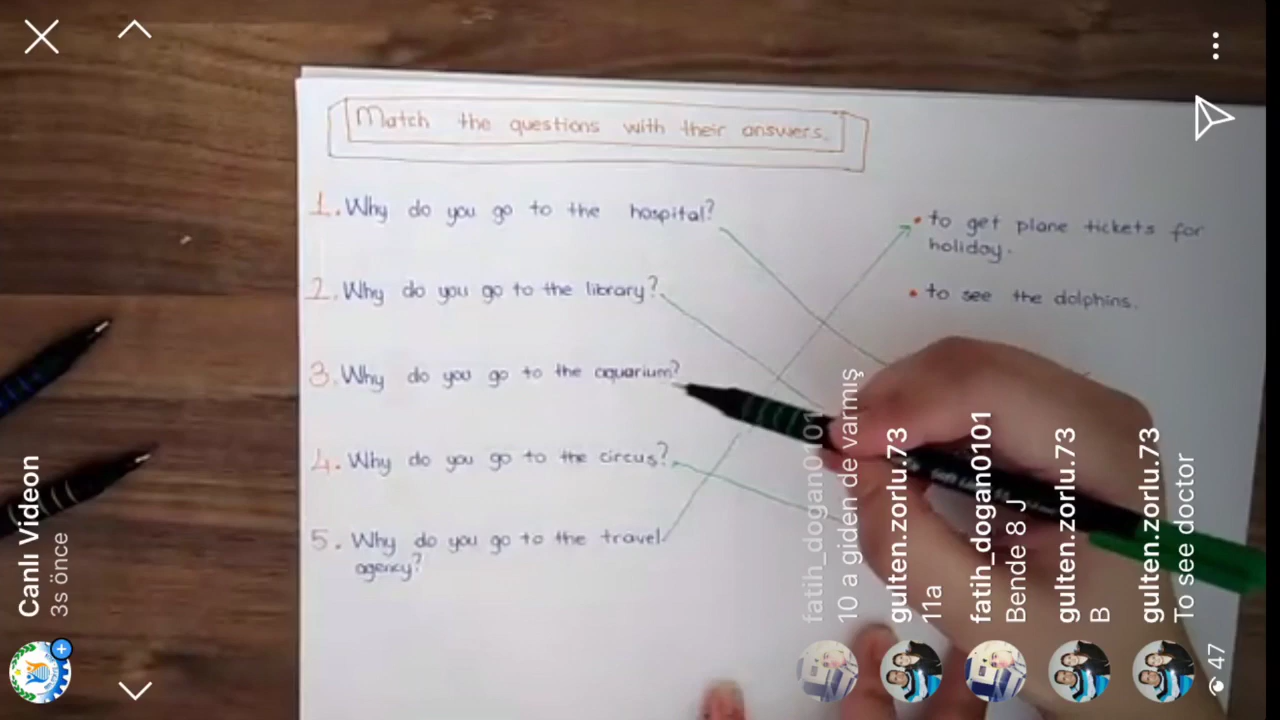 Match the questions with their answers.
1. Why do you go to the hospital?
2. Why do you go to the library?
3. Why do you go to the aquarium?
4. Why do you go to the circus?
5. Why do you go to the travel
agency?
• to get plane tickets for
holiday.
• to see the dolphins.
Canlı Videon
3s önce
fatih_dogan0101
10 a giden de varmış
gulten.zorlu.73
11a
fatih_dogan0101
Bende 8 J
gulten.zorlu.73
B
gulten.zorlu.73
To see doctor
47